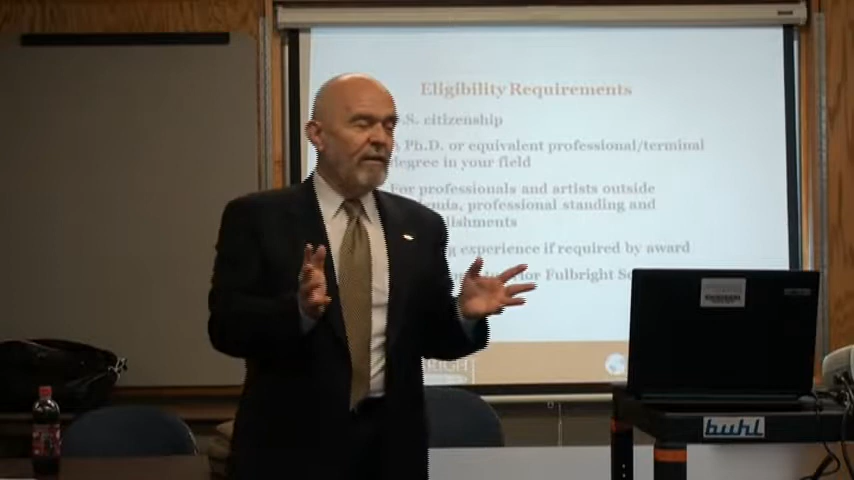 Eligibility Requirements
.S. citizenship
Ph.D. or equivalent professional/terminal
degree in your field
For professionals and artists outside
professional standing and
experience if required by award
Fulbright
buhl